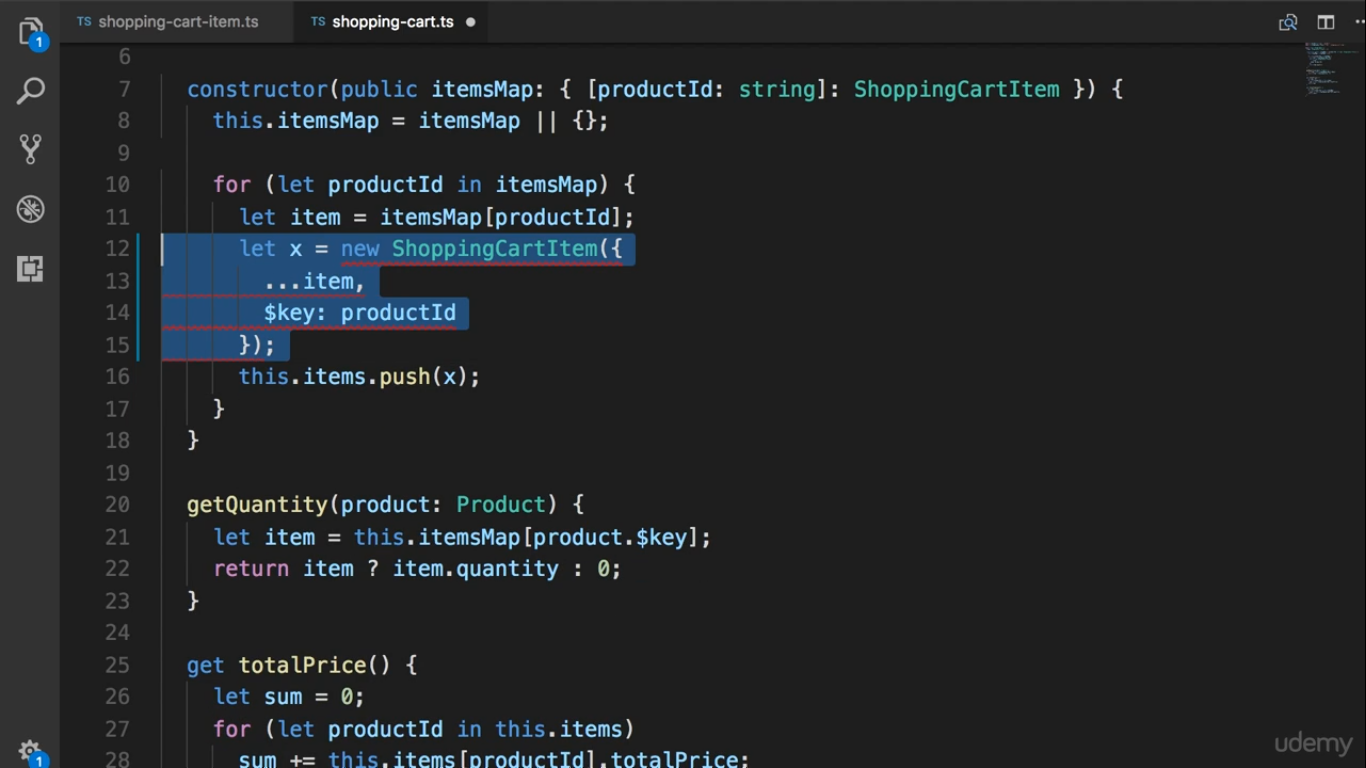 TS shopping-cart-item.ts TS shopping-cart.ts
1
6
7 constructor(public itemsMap: { [productId: string]: ShoppingCartItem }) {
8 this.itemsMap = itemsMap || {};
9
10 for (let productId in itemsMap) {
11 let item = itemsMap[productId];
12 let x = new ShoppingCartItem({
13 ...item,
14 $key: productId
15 });
16 this.items.push(x);
17 }
18 }
19
20 getQuantity(product: Product) {
21 let item = this.itemsMap[product.$key];
22 return item ? item.quantity : 0;
23 }
24
25 get totalPrice() {
26 let sum = 0;
27 for (let productId in this.items)
28 sum += this.items[productId].totalPrice;
1
udemy